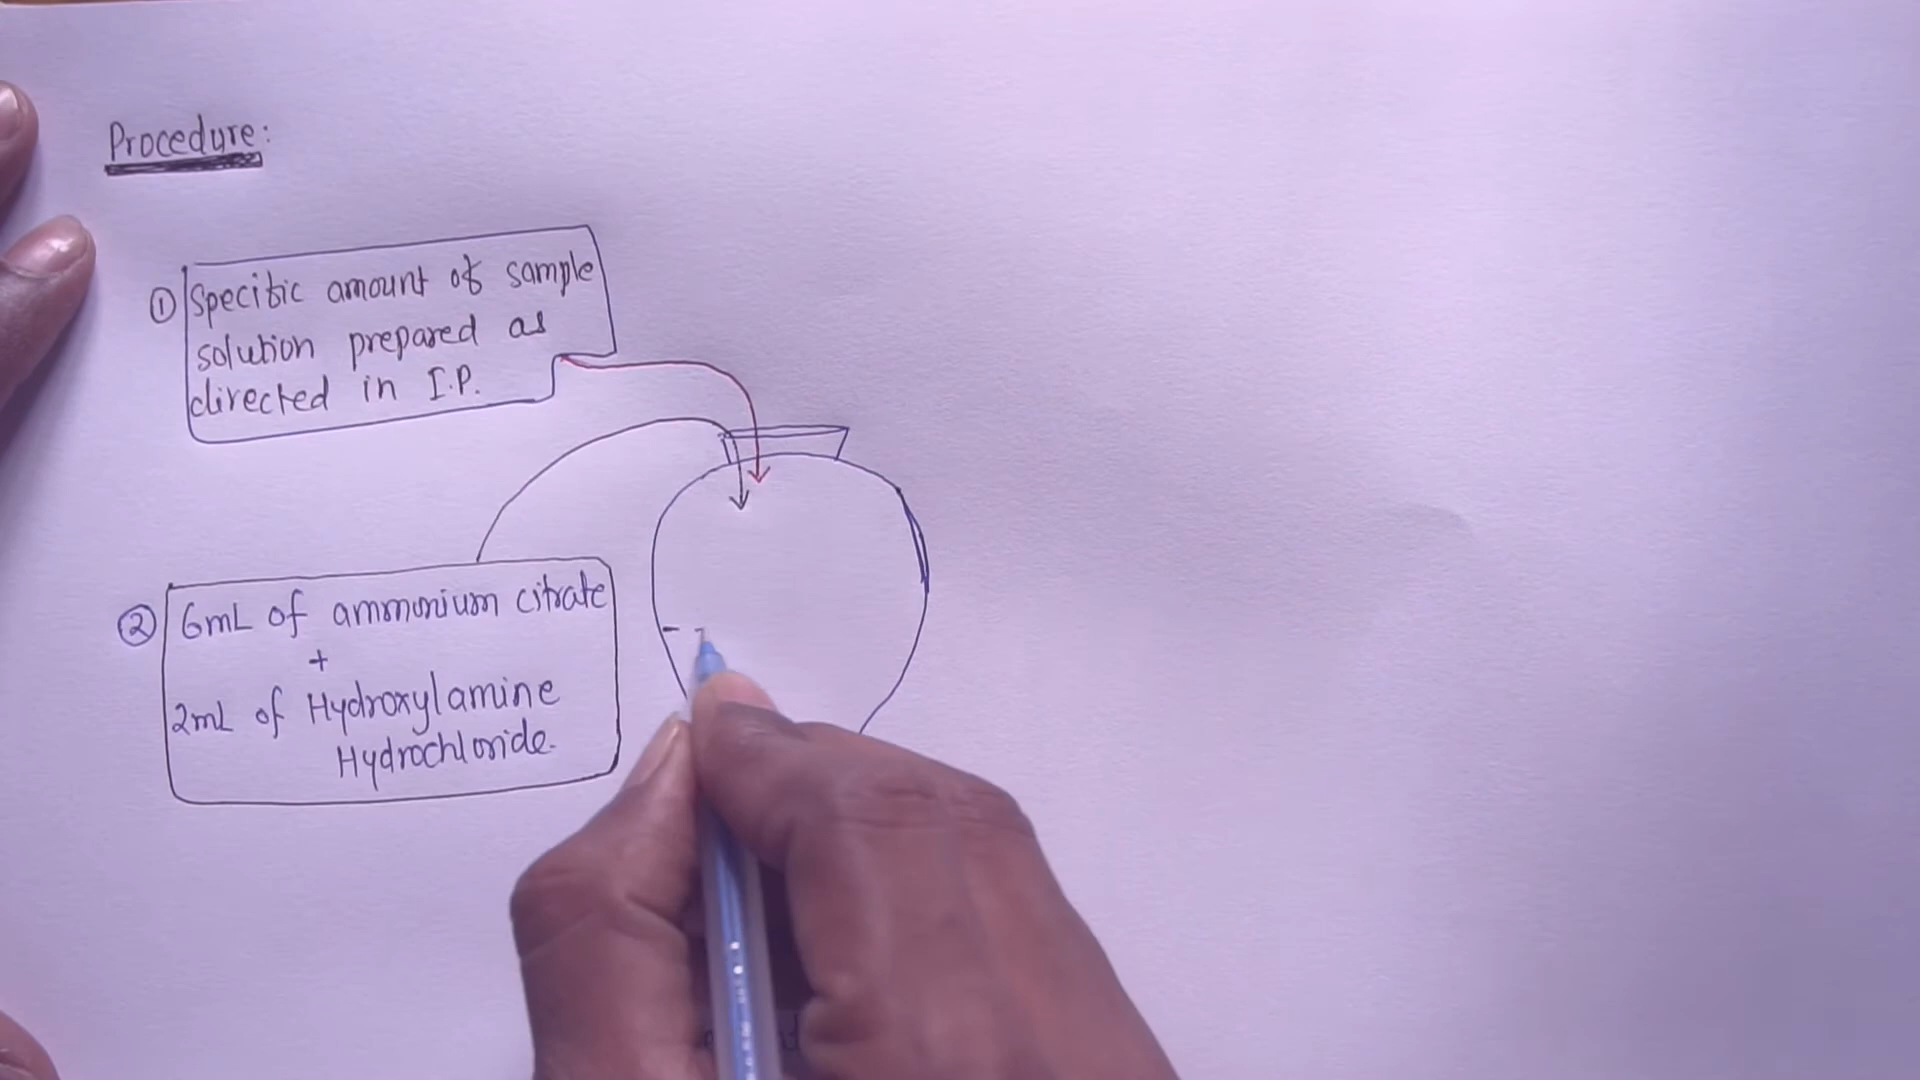 Procedure:
① Specific amount of sample
solution prepared as
directed in I.P.
② 6mL of ammonium citrate
+
2mL of Hydroxylamine
Hydrochloride.